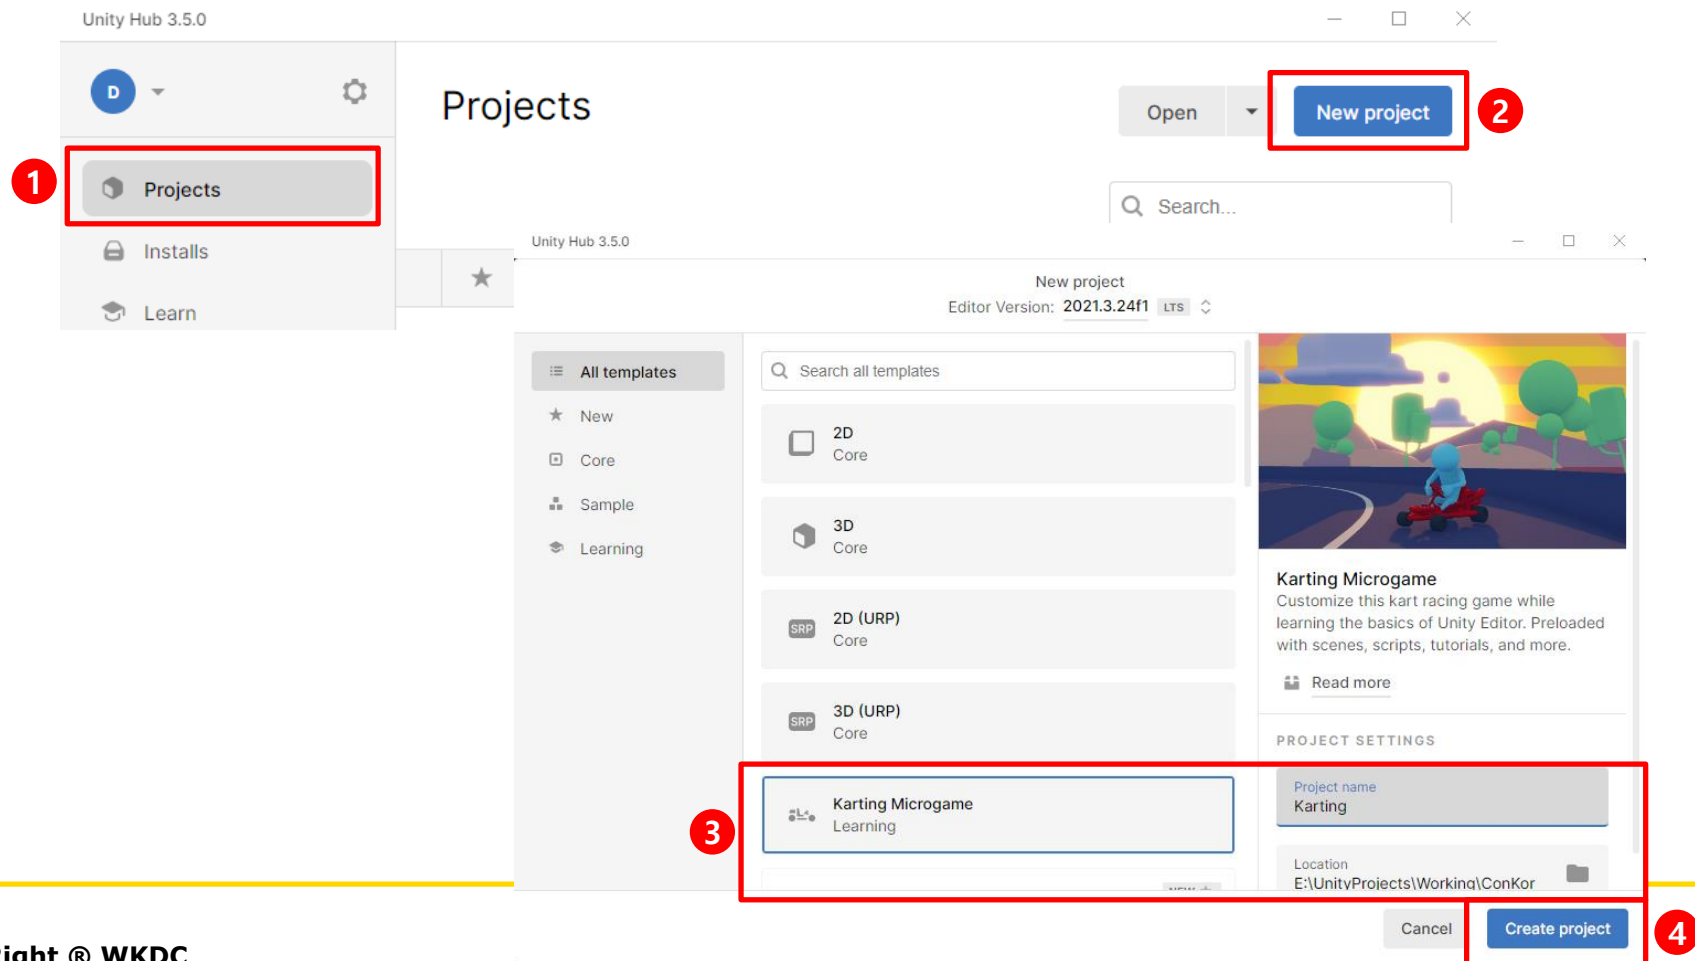 Unity Hub 3.5.0
D
Projects
Open
New project
2
1
Projects
Search...
Installs
Learn
Unity Hub 3.5.0
New project
Editor Version: 2021.3.24f1 LTS
All templates
New
Core
Sample
Learning
Search all templates
2D
Core
3D
Core
SRP
2D (URP)
Core
SRP
3D (URP)
Core
3
Karting Microgame
Learning
NEW
Karting Microgame
Customize this kart racing game while
learning the basics of Unity Editor. Preloaded
with scenes, scripts, tutorials, and more.
Read more
PROJECT SETTINGS
Project name
Karting
Location
E:\UnityProjects\Working\ConKor
Cancel
Create project
4
® WKDC